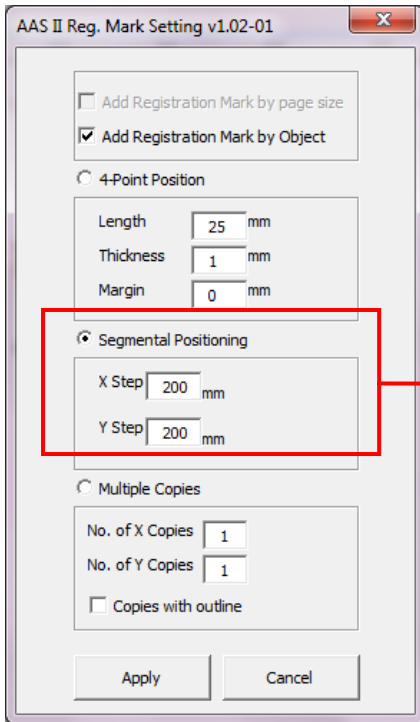 AAS II Reg. Mark Setting v1.02-01
Add Registration Mark by page size
Add Registration Mark by Object
4-Point Position
Length 25 mm
Thickness 1 mm
Margin 0 mm
Segmental Positioning
X Step 200 mm
Y Step 200 mm
Multiple Copies
No. of X Copies 1
No. of Y Copies 1
Copies with outline
Apply Cancel